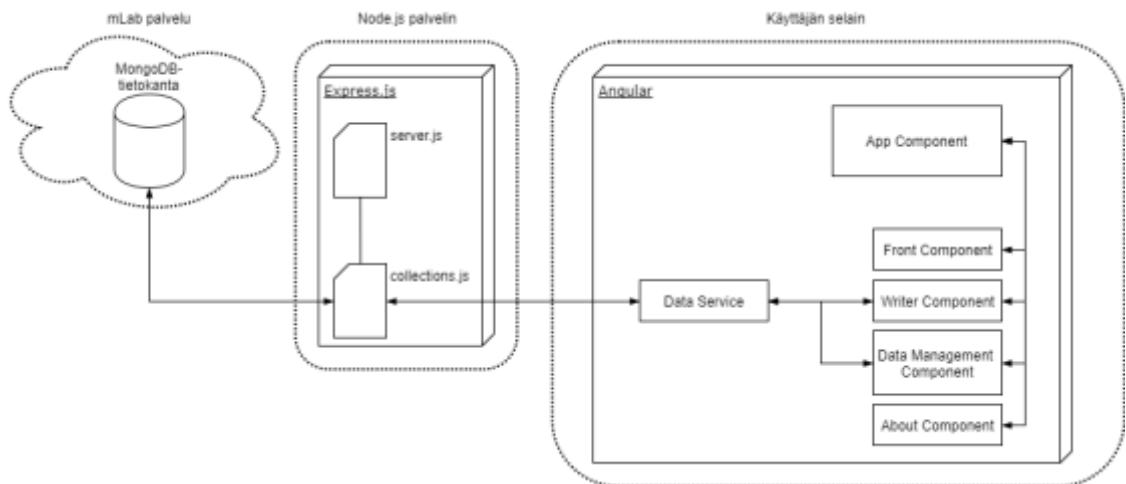 mLab palvelu
Node.js palvelin
Käyttäjän selain
MongoDB-
tietokanta
Express.js
server.js
collections.js
Angular
App Component
Front Component
Data Service
Writer Component
Data Management
Component
About Component